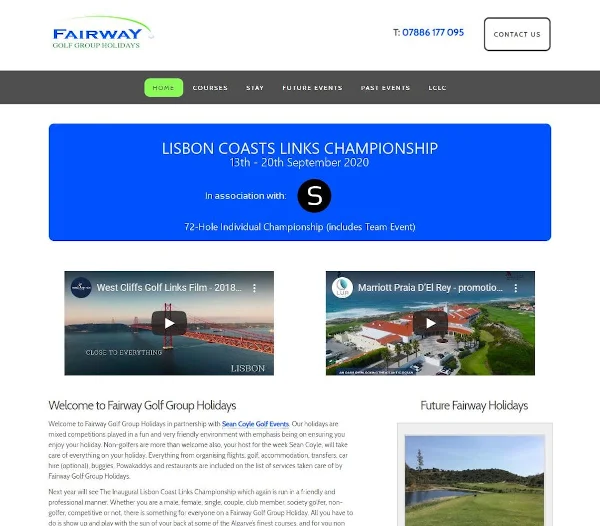 FAIRWAY
GOLF GROUP HOLIDAYS
T: 07886 177 095
CONTACT US
HOME COURSES STAY FUTURE EVENTS PAST EVENTS LCLC
LISBON COASTS LINKS CHAMPIONSHIP
13th - 20th September 2020
In association with: S
72-Hole Individual Championship (includes Team Event)
West Cliffs Golf Links Film - 2018...
CLOSE TO EVERYTHING
LISBON
Marriott Praia D'El Rey - promotio...
Welcome to Fairway Golf Group Holidays
Welcome to Fairway Golf Group Holidays in partnership with Sean Coyle Golf Events. Our holidays are
mixed competitions played in a fun and very friendly environment with emphasis being on ensuring you
enjoy your holiday. Non-golfers are more than welcome also, your host for the week Sean Coyle, will take
care of everything on your holiday. Everything from organising flights, golf, accommodation, transfers, car
hire (optional), buggies. Powakaddys and restaurants are included on the list of services taken care of by
Fairway Golf Group Holidays.
Next year will see The Inaugural Lisbon Coast Links Championship which again is run in a friendly and
professional manner. Whether you are a male, female, single, couple, club member, society golfer, non-
golfer, competitive or not, there is something for everyone on a Fairway Golf Group Holiday. All you have to
do is show up and play with the sun of your back at some of the Algarve's finest courses, and for you non
Future Fairway Holidays